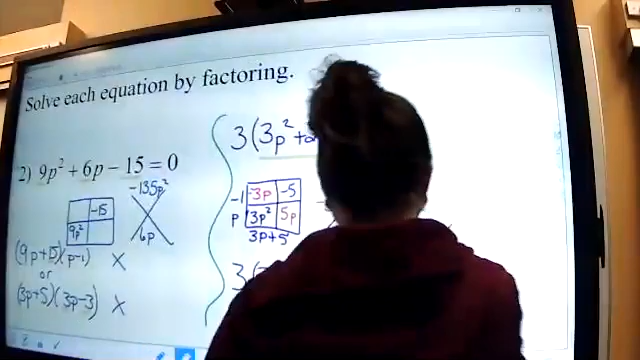 Solve each equation by factoring.
2) 9p² + 6p − 15 = 0
-135p²
-15
9p²
6p
(9p+15)(p-1) X
or
(3p+5)(3p-3) X
3(3p²+
-1 -3p -5
p 3p² 5p
3p+5
3(